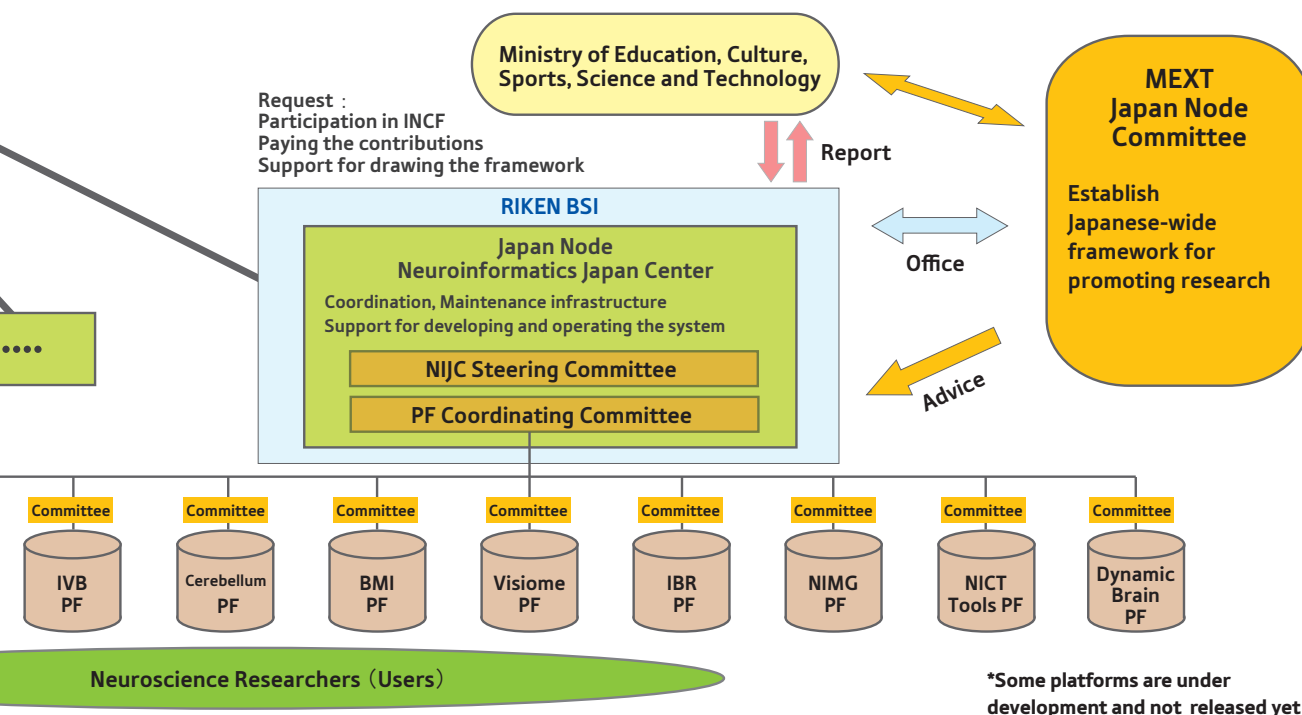 Ministry of Education, Culture,
Sports, Science and Technology
MEXT
Japan Node
Committee
Establish
Japanese-wide
framework for
promoting research
Request :
Participation in INCF
Paying the contributions
Support for drawing the framework
Report
RIKEN BSI
Japan Node
Neuroinformatics Japan Center
Coordination, Maintenance infrastructure
Support for developing and operating the system
NIJC Steering Committee
PF Coordinating Committee
Office
Advice
•••••
Committee
Committee
Committee
Committee
Committee
Committee
Committee
Committee
IVB
PF
Cerebellum
PF
BMI
PF
Visiome
PF
IBR
PF
NIMG
PF
NICT
Tools PF
Dynamic
Brain
PF
Neuroscience Researchers（Users）
*Some platforms are under
development and not released yet